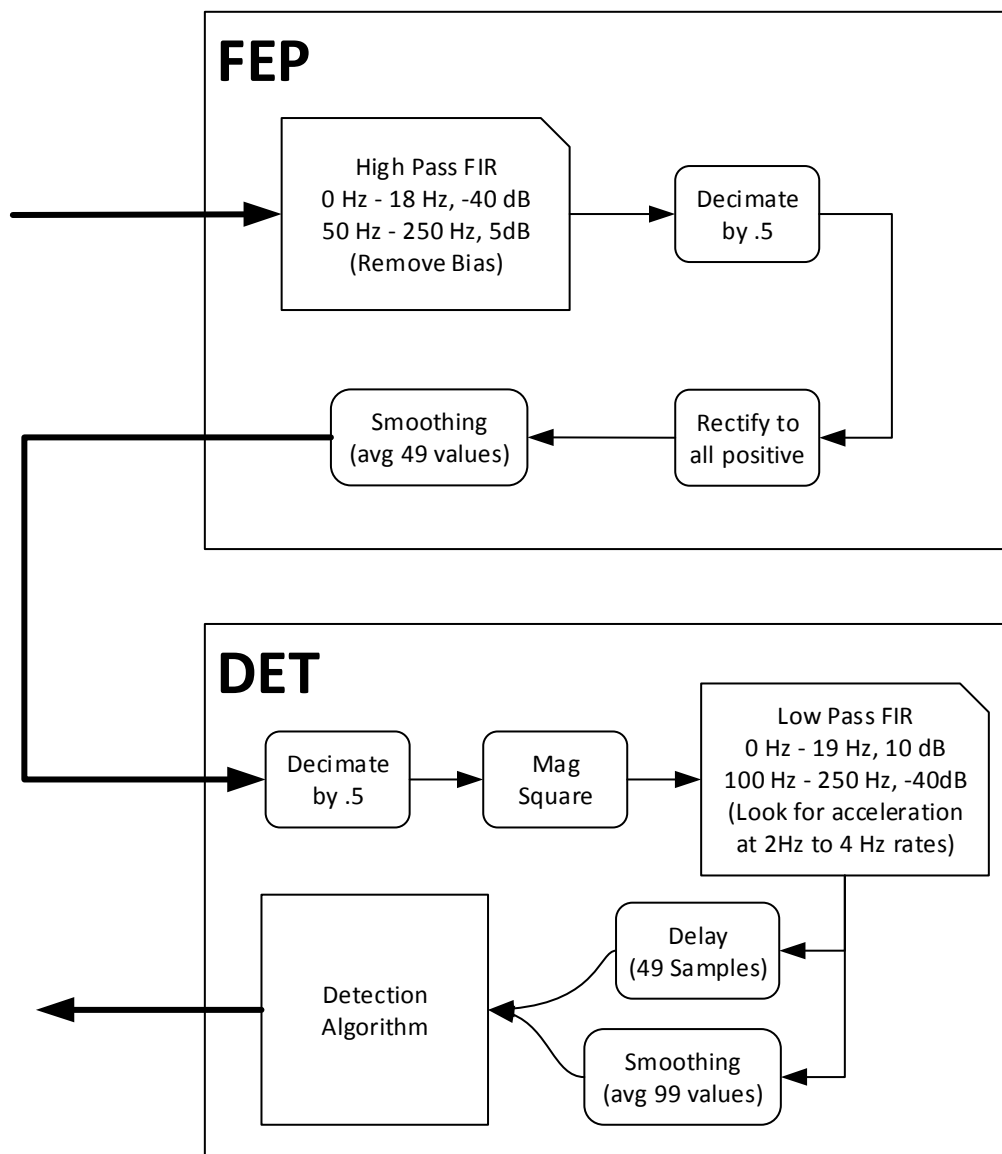 FEP
High Pass FIR
0 Hz - 18 Hz, -40 dB
50 Hz - 250 Hz, 5dB
(Remove Bias)
Decimate
by .5
Rectify to
all positive
Smoothing
(avg 49 values)
DET
Decimate
by .5
Mag
Square
Low Pass FIR
0 Hz - 19 Hz, 10 dB
100 Hz - 250 Hz, -40dB
(Look for acceleration
at 2Hz to 4 Hz rates)
Delay
(49 Samples)
Smoothing
(avg 99 values)
Detection
Algorithm